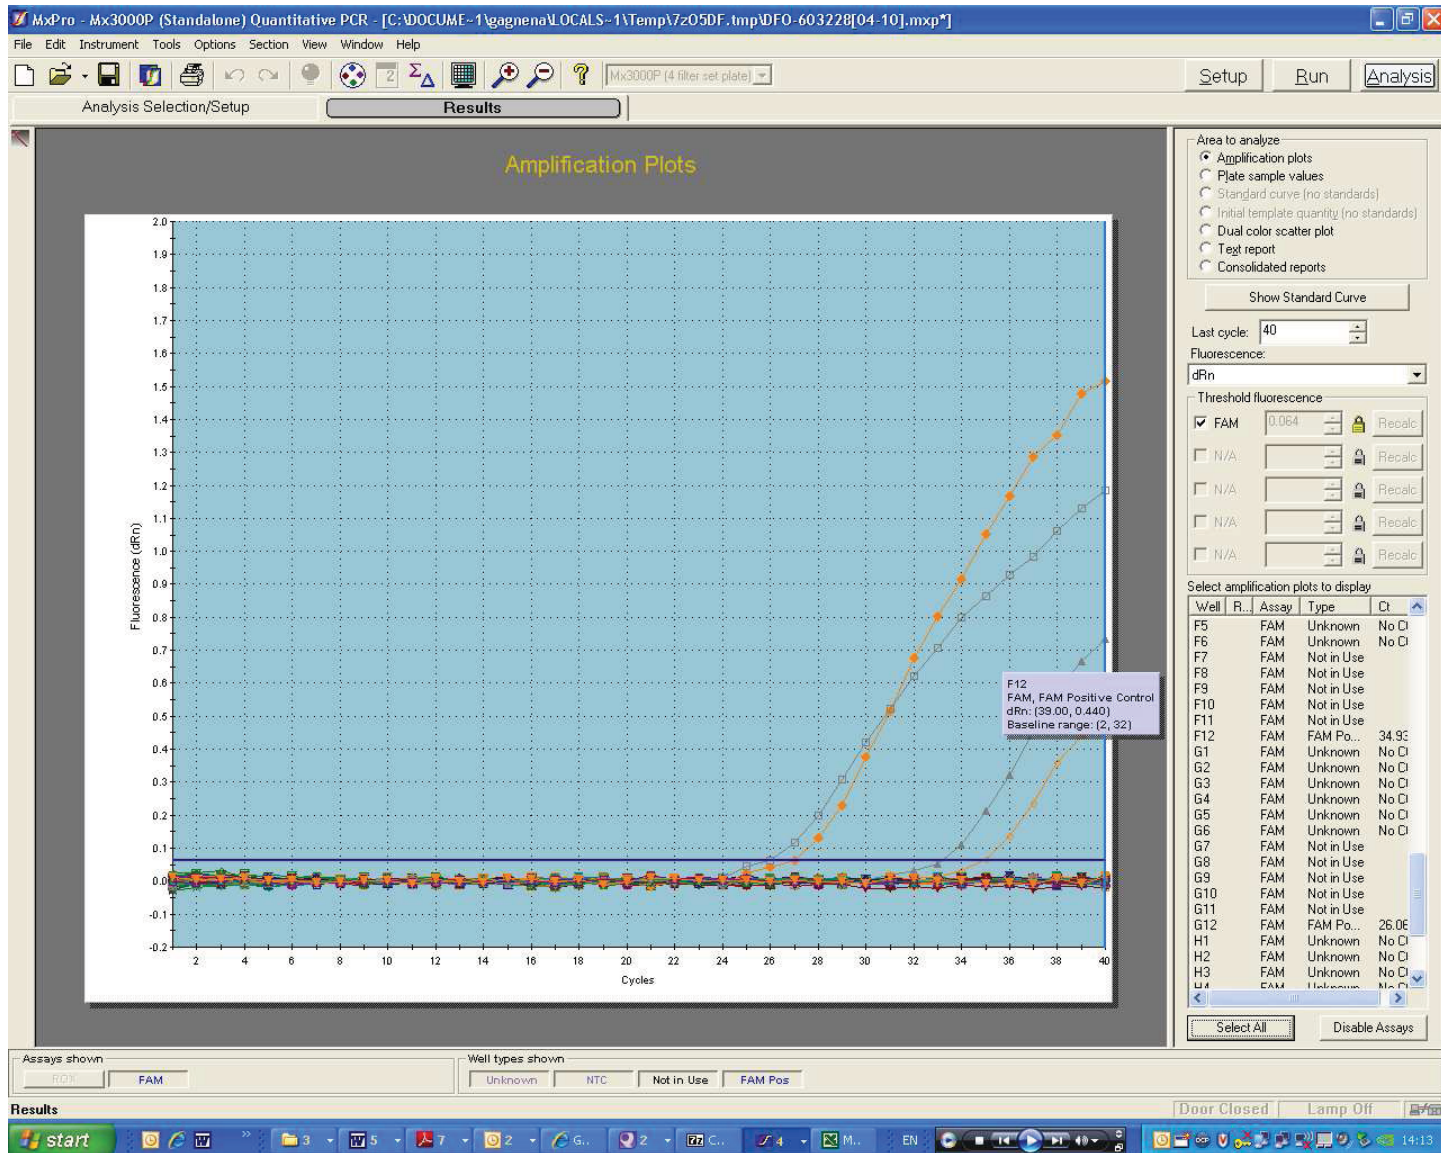 MxPro - Mx3000P (Standalone) Quantitative PCR - [C:\DOCUME~1\gagnena\LOCALS~1\Temp\7zO5DF.tmp\DFO-603228[04-10].mxp*]
File Edit Instrument Tools Options Section View Window Help
Mx3000P (4 filter set plate)
Setup Run Analysis
Analysis Selection/Setup Results
Amplification Plots
2.0
1.9
1.8
1.7
1.6
1.5
1.4
1.3
1.2
1.1
1.0
0.9
0.8
0.7
0.6
0.5
0.4
0.3
0.2
0.1
0.0
-0.1
-0.2
Fluorescence (dRn)
2 4 6 8 10 12 14 16 18 20 22 24 26 28 30 32 34 36 38 40
Cycles
F12
FAM, FAM Positive Control
dRn: (39.00, 0.440)
Baseline range: (2, 32)
Area to analyze
Amplification plots
Plate sample values
Standard curve (no standards)
Initial template quantity (no standards)
Dual color scatter plot
Text report
Consolidated reports
Show Standard Curve
Last cycle: 40
Fluorescence:
dRn
Threshold fluorescence
FAM 0.064 Recalc
N/A Recalc
N/A Recalc
N/A Recalc
N/A Recalc
Select amplification plots to display
Well R... Assay Type Ct
F5 FAM Unknown No Ct
F6 FAM Unknown No Ct
F7 FAM Not in Use
F8 FAM Not in Use
F9 FAM Not in Use
F10 FAM Not in Use
F11 FAM Not in Use
F12 FAM FAM Po... 34.93
G1 FAM Unknown No Ct
G2 FAM Unknown No Ct
G3 FAM Unknown No Ct
G4 FAM Unknown No Ct
G5 FAM Unknown No Ct
G6 FAM Unknown No Ct
G7 FAM Not in Use
G8 FAM Not in Use
G9 FAM Not in Use
G10 FAM Not in Use
G11 FAM Not in Use
G12 FAM FAM Po... 26.06
H1 FAM Unknown No Ct
H2 FAM Unknown No Ct
H3 FAM Unknown No Ct
H4 FAM Unknown No Ct
Select All Disable Assays
Assays shown
ROX FAM
Well types shown
Unknown NTC Not in Use FAM Pos
Results
Door Closed Lamp Off
start 3 5 7 2 G.. 2 C.. 4 M.. EN 14:13